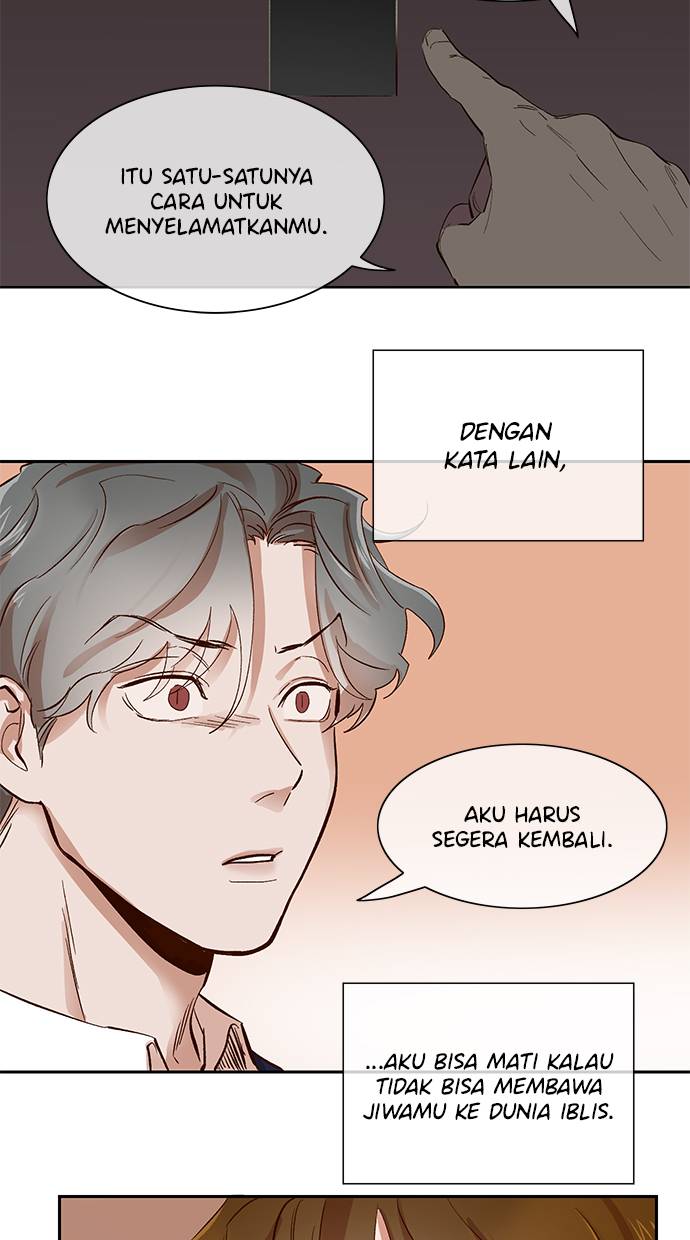 ITU SATU-SATUNYA
CARA UNTUK
MENYELAMATKANMU.
DENGAN
KATA LAIN,
AKU HARUS
SEGERA KEMBALI.
...AKU BISA MATI KALAU
TIDAK BISA MEMBAWA
JIWAMU KE DUNIA IBLIS.